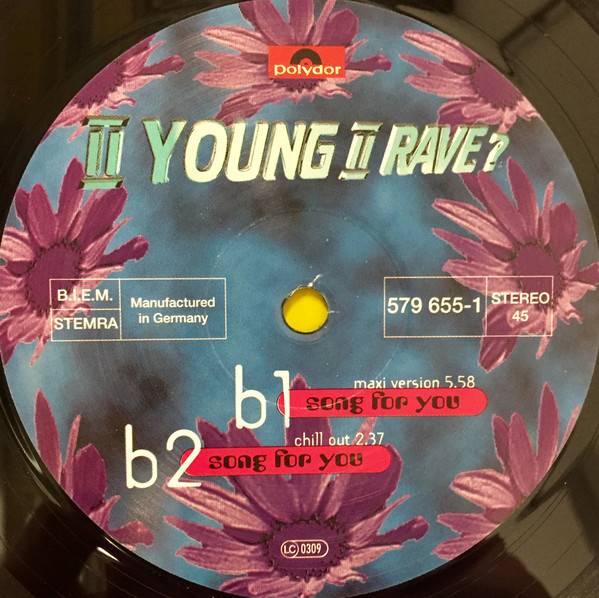 polydor
II YOUNG II RAVE?
B.I.E.M.
STEMRA
Manufactured
in Germany
579 655-1
STEREO
45
b1
maxi version 5.58
song for you
b2
chill out 2.37
song for you
LC 0309